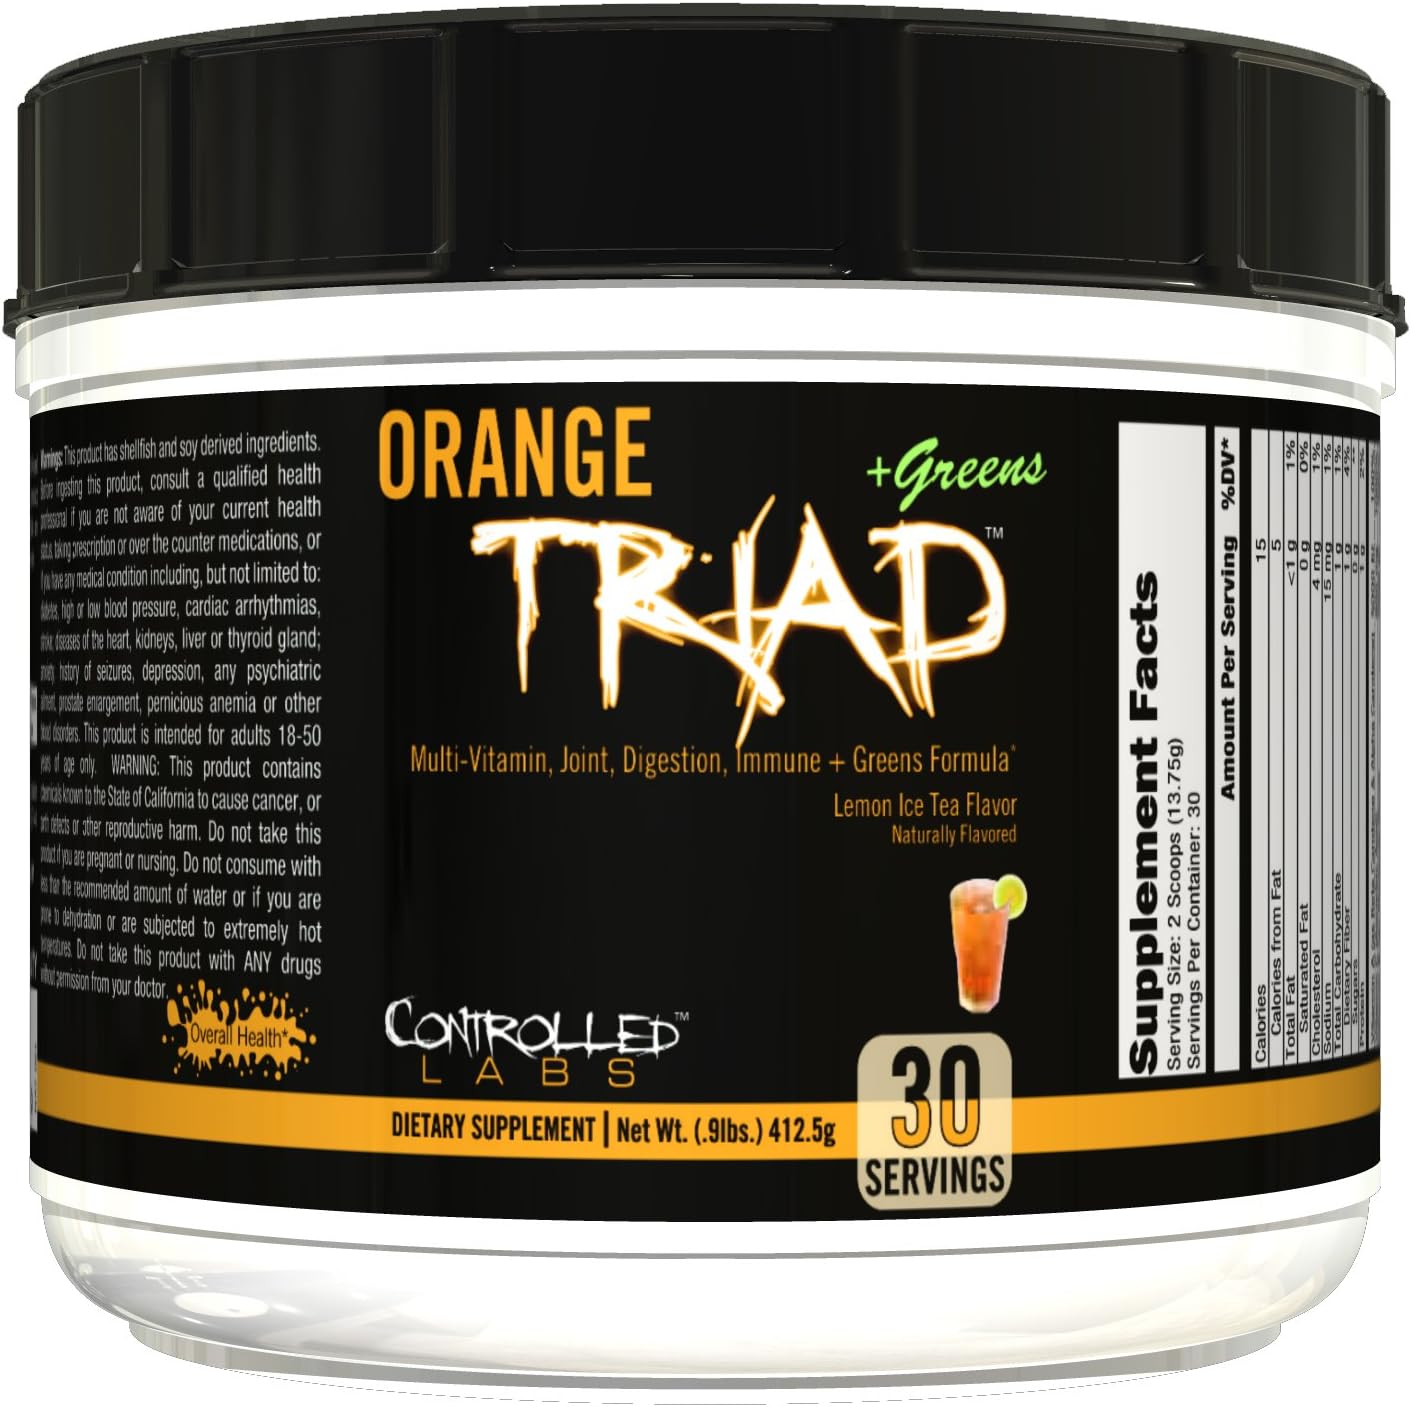 Warnings: This product has shellfish and soy derived ingredients.
Before ingesting this product, consult a qualified health
professional if you are not aware of your current health
status, taking prescription or over the counter medications, or
if you have any medical condition including, but not limited to:
diabetes, high or low blood pressure, cardiac arrhythmias,
stroke, diseases of the heart, kidneys, liver or thyroid gland;
anxiety, history of seizures, depression, any psychiatric
ailment, prostate enlargement, pernicious anemia or other
blood disorders. This product is intended for adults 18-50
years of age only. WARNING: This product contains
chemicals known to the State of California to cause cancer, or
birth defects or other reproductive harm. Do not take this
product if you are pregnant or nursing. Do not consume with
less than the recommended amount of water or if you are
prone to dehydration or are subjected to extremely hot
temperatures. Do not take this product with ANY drugs
without permission from your doctor.
Overall Health*
ORANGE
+Greens
TRIAD™
Multi-Vitamin, Joint, Digestion, Immune + Greens Formula*
Lemon Ice Tea Flavor
Naturally Flavored
CONTROLLED™
LABS
DIETARY SUPPLEMENT | Net Wt. (.9lbs.) 412.5g
30
SERVINGS
Supplement Facts
Serving Size: 2 Scoops (13.75g)
Servings Per Container: 30
Amount Per Serving %DV*
Calories 15
Calories from Fat 5
Total Fat <1 g 1%
Saturated Fat 0 g 0%
Cholesterol 4 mg 1%
Sodium 15 mg 1%
Total Carbohydrate 1 g 1%
Dietary Fiber 1 g 4%
Sugars 0 g **
Protein 1 g 2%